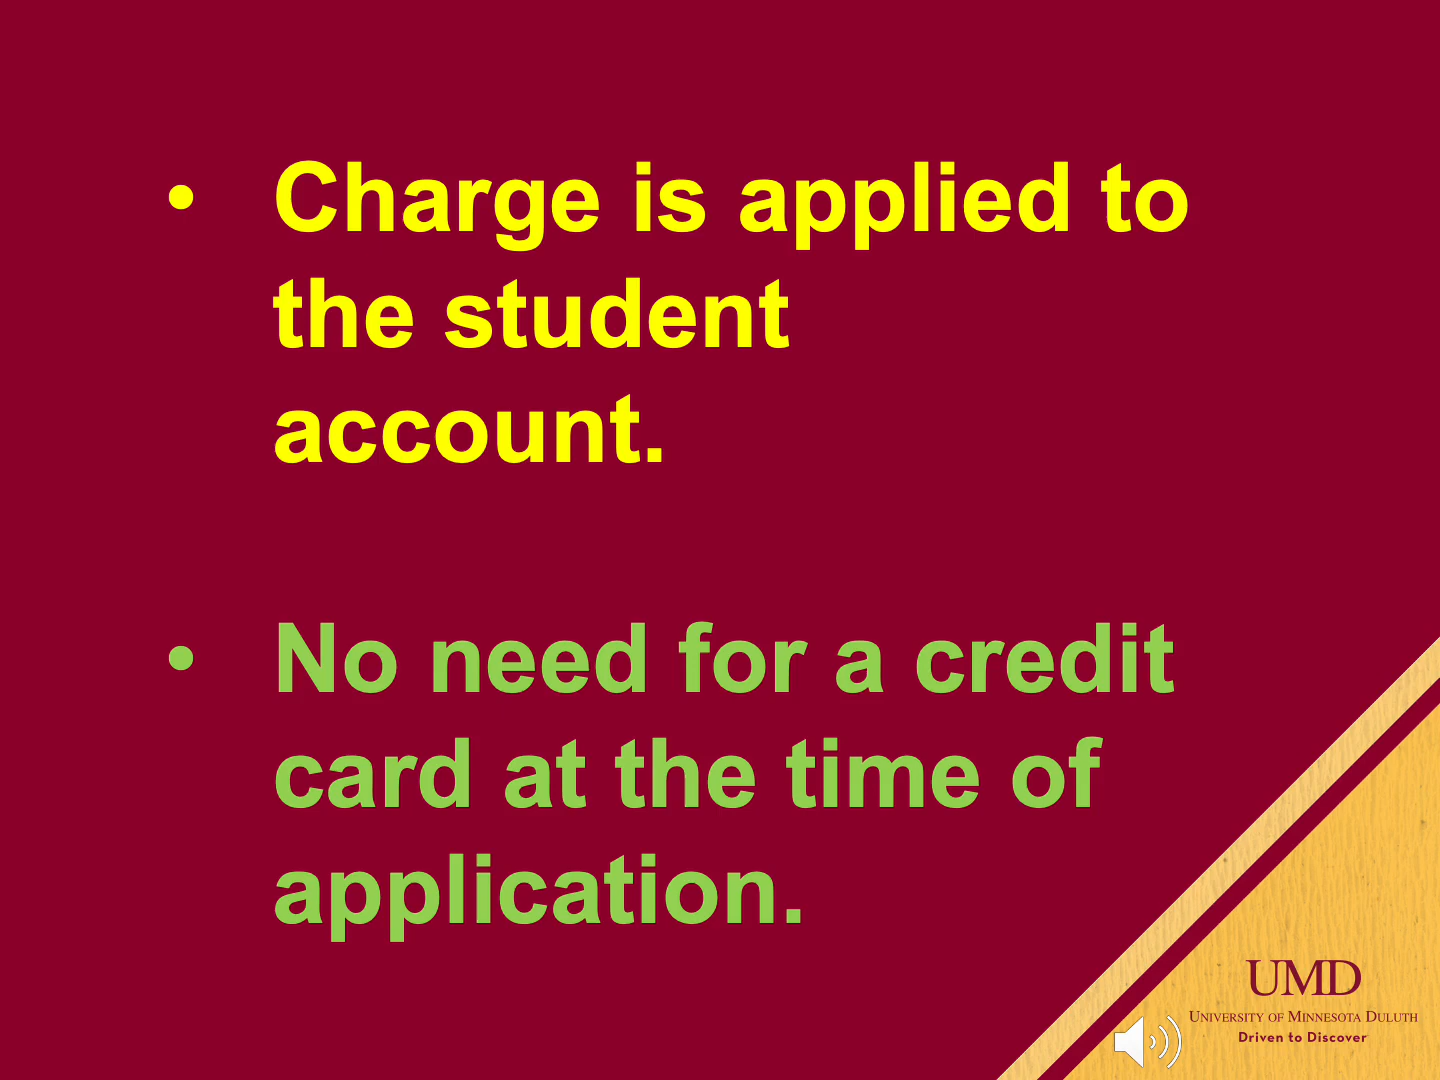 • Charge is applied to
the student
account.
• No need for a credit
card at the time of
application.
UMD
UNIVERSITY OF MINNESOTA DULUTH
Driven to Discover